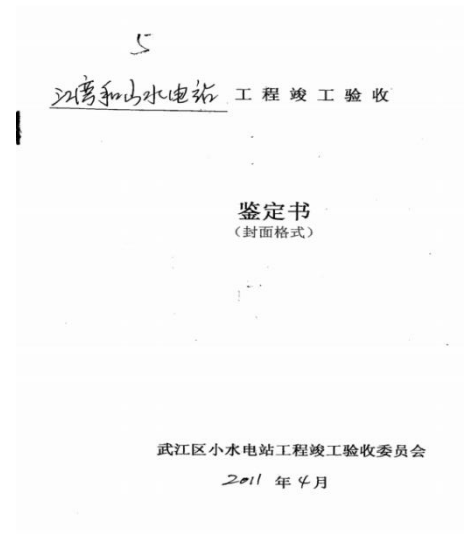 5
江湾和山水电站 工程竣工验收
鉴定书
(封面格式)
武江区小水电站工程竣工验收委员会
2011 年 4 月